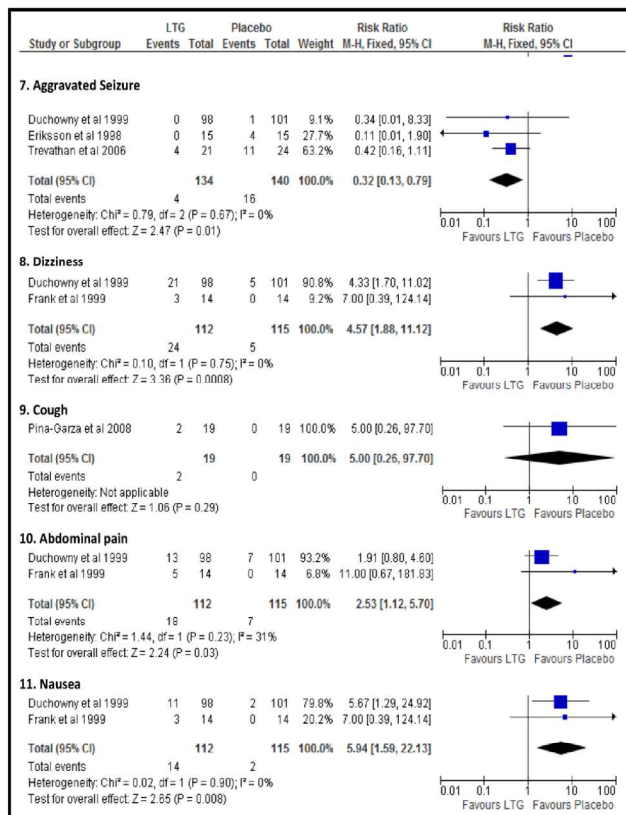 LTG Placebo Risk Ratio Risk Ratio
Study or Subgroup Events Total Events Total Weight M-H, Fixed, 95% CI M-H, Fixed, 95% CI
7. Aggravated Seizure
Duchowny et al 1999 0 98 1 101 9.1% 0.34 [0.01, 8.33]
Eriksson et al 1998 0 15 4 15 27.7% 0.11 [0.01, 1.90]
Trevathan et al 2006 4 21 11 24 63.2% 0.42 [0.16, 1.11]
Total (95% CI) 134 140 100.0% 0.32 [0.13, 0.79]
Total events 4 16
Heterogeneity: Chi² = 0.79, df = 2 (P = 0.67); I² = 0%
Test for overall effect: Z = 2.47 (P = 0.01)
0.01 0.1 1 10 100
Favours LTG Favours Placebo
8. Dizziness
Duchowny et al 1999 21 98 5 101 90.8% 4.33 [1.70, 11.02]
Frank et al 1999 3 14 0 14 9.2% 7.00 [0.39, 124.14]
Total (95% CI) 112 115 100.0% 4.57 [1.88, 11.12]
Total events 24 5
Heterogeneity: Chi² = 0.10, df = 1 (P = 0.75); I² = 0%
Test for overall effect: Z = 3.36 (P = 0.0008)
0.01 0.1 1 10 100
Favours LTG Favours Placebo
9. Cough
Pina-Garza et al 2008 2 19 0 19 100.0% 5.00 [0.26, 97.70]
Total (95% CI) 19 19 100.0% 5.00 [0.26, 97.70]
Total events 2 0
Heterogeneity: Not applicable
Test for overall effect: Z = 1.06 (P = 0.29)
0.01 0.1 1 10 100
Favours LTG Favours Placebo
10. Abdominal pain
Duchowny et al 1999 13 98 7 101 93.2% 1.91 [0.80, 4.60]
Frank et al 1999 5 14 0 14 6.8% 11.00 [0.67, 181.83]
Total (95% CI) 112 115 100.0% 2.53 [1.12, 5.70]
Total events 18 7
Heterogeneity: Chi² = 1.44, df = 1 (P = 0.23); I² = 31%
Test for overall effect: Z = 2.24 (P = 0.03)
0.01 0.1 1 10 100
Favours LTG Favours Placebo
11. Nausea
Duchowny et al 1999 11 98 2 101 79.8% 5.67 [1.29, 24.92]
Frank et al 1999 3 14 0 14 20.2% 7.00 [0.39, 124.14]
Total (95% CI) 112 115 100.0% 5.94 [1.59, 22.13]
Total events 14 2
Heterogeneity: Chi² = 0.02, df = 1 (P = 0.90); I² = 0%
Test for overall effect: Z = 2.65 (P = 0.008)
0.01 0.1 1 10 100
Favours LTG Favours Placebo